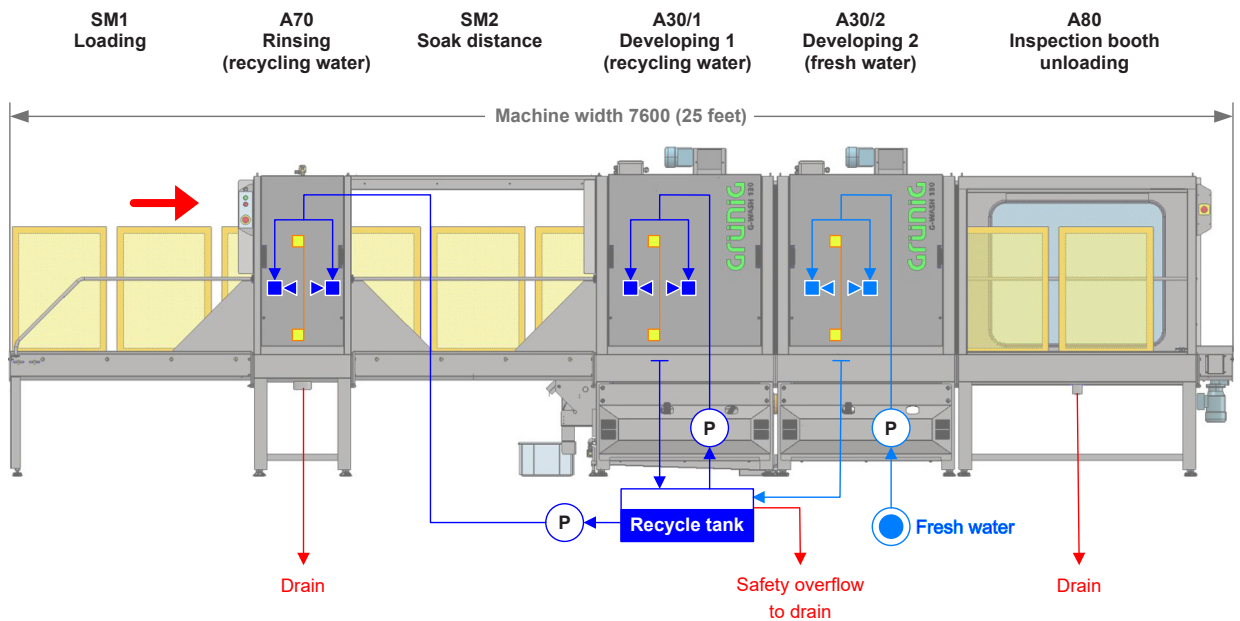 SM1
Loading
A70
Rinsing
(recycling water)
SM2
Soak distance
A30/1
Developing 1
(recycling water)
A30/2
Developing 2
(fresh water)
A80
Inspection booth
unloading
Machine width 7600 (25 feet)
GRÜNIG
G-WASH 120
GRÜNIG
G-WASH 120
P
P
P
Recycle tank
Fresh water
Drain
Safety overflow
to drain
Drain